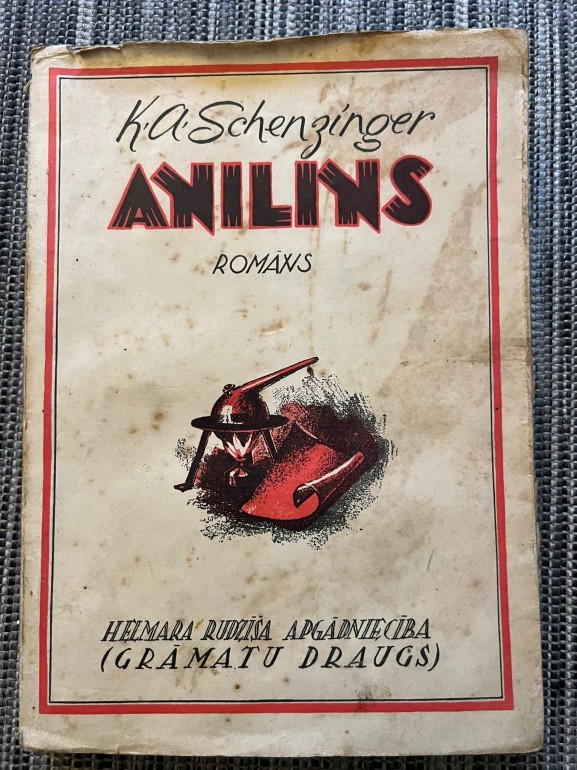 K. A. Schenzinger
ANILINS
ROMĀNS
HELMARA RUDZĪŠA APGĀDNIECĪBA
(GRĀMATU DRAUGS)